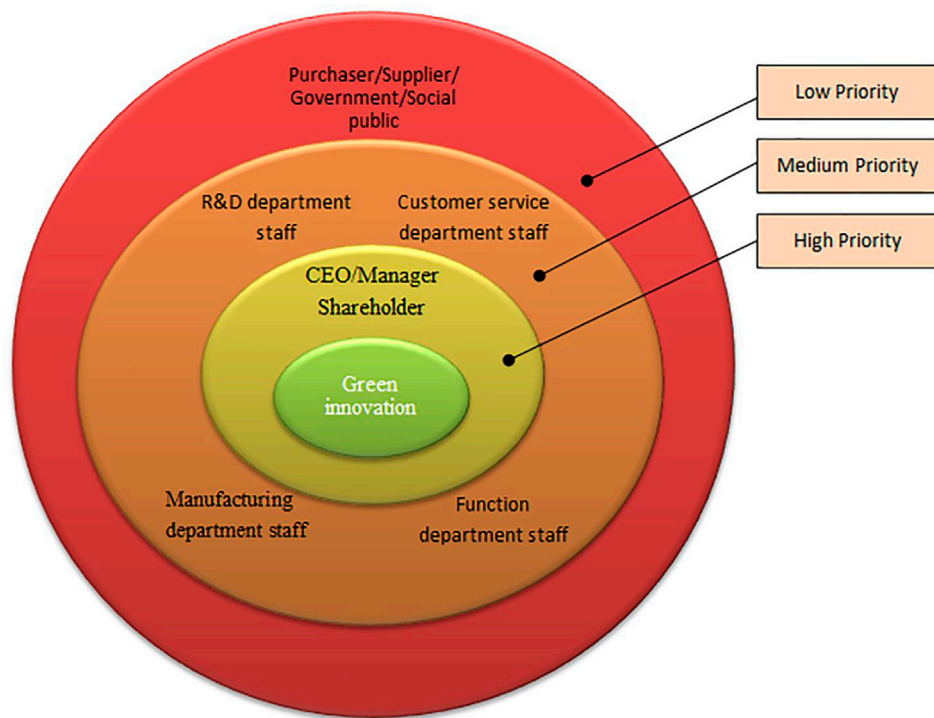 Purchaser/Supplier/
Government/Social
public
Low Priority
Medium Priority
High Priority
R&D department
staff
Customer service
department staff
CEO/Manager
Shareholder
Green
innovation
Manufacturing
department staff
Function
department staff